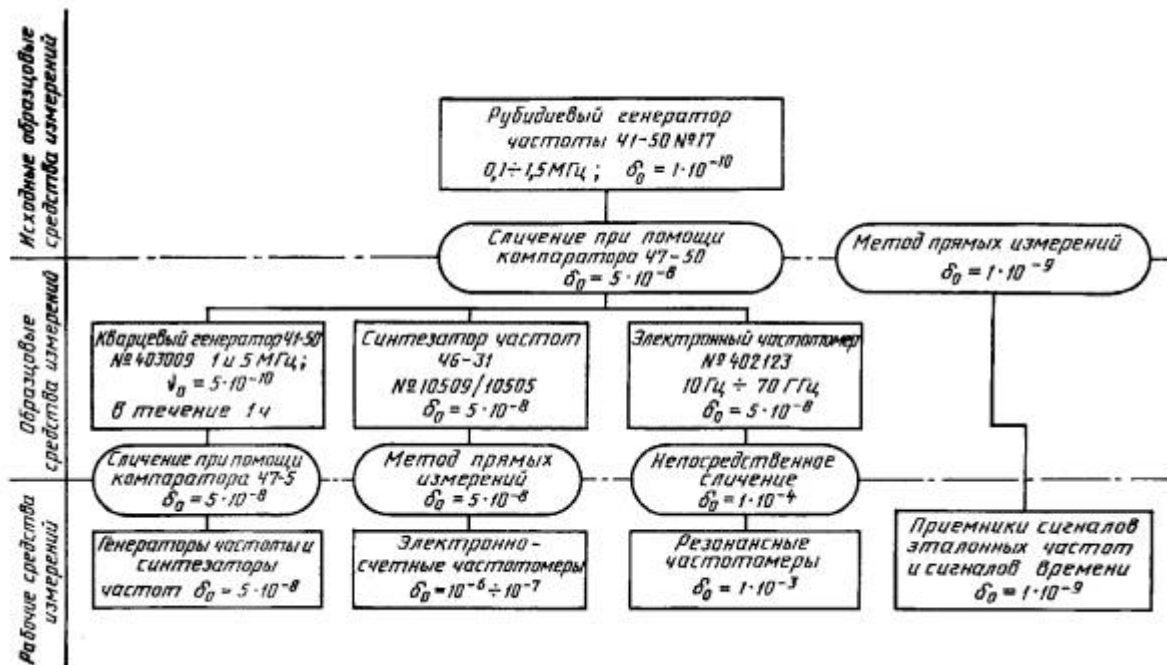 Исходные образцовые
средства измерений
Рубидиевый генератор
частоты Ч1-50 №17
0,1÷1,5 МГц; δ₀ = 1·10⁻¹⁰
Сличение при помощи
компаратора Ч7-50
δ₀ = 5·10⁻⁸
Метод прямых измерений
δ₀ = 1·10⁻⁹
Образцовые
средства измерений
Кварцевый генератор Ч1-50
№403009 1 и 5 МГц;
ν₀ = 5·10⁻¹⁰
в течение 1ч
Синтезатор частот
Ч6-31
№10509/10505
δ₀ = 5·10⁻⁸
Электронный частотомер
№ 402123
10 Гц ÷ 70 ГГц
δ₀ = 5·10⁻⁸
Сличение при помощи
компаратора Ч7-5
δ₀ = 5·10⁻⁸
Метод прямых
измерений
δ₀ = 5·10⁻⁸
Непосредственное
сличение
δ₀ = 1·10⁻⁴
Рабочие средства
измерений
Генераторы частоты и
синтезаторы
частот δ₀ = 5·10⁻⁸
Электронно-
счетные частотомеры
δ₀ = 10⁻⁶ ÷ 10⁻⁷
Резонансные
частотомеры
δ₀ = 1·10⁻³
Приемники сигналов
эталонных частот
и сигналов времени
δ₀ = 1·10⁻⁹